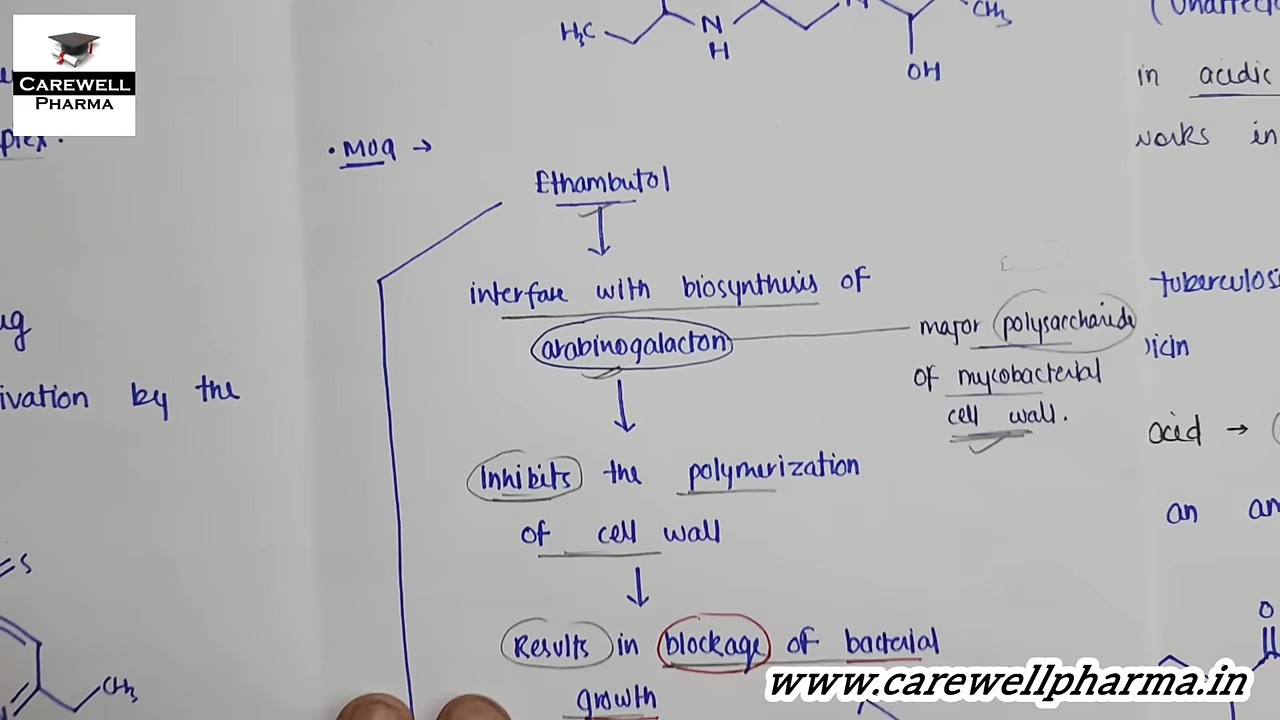 CAREWELL
PHARMA
H₃C
N
H
CH₃
OH
in acidic
works in
• MOA →
Ethambutol
↓
interfare with biosynthesis of
arabinogalacton
major polysaccharide
of mycobacterial
cell wall.
↓
Inhibits the polymerization
of cell wall
↓
Results in blockage of bacterial
growth
ivation by the
=S
CH₃
acid →
an
O
www.carewellpharma.in